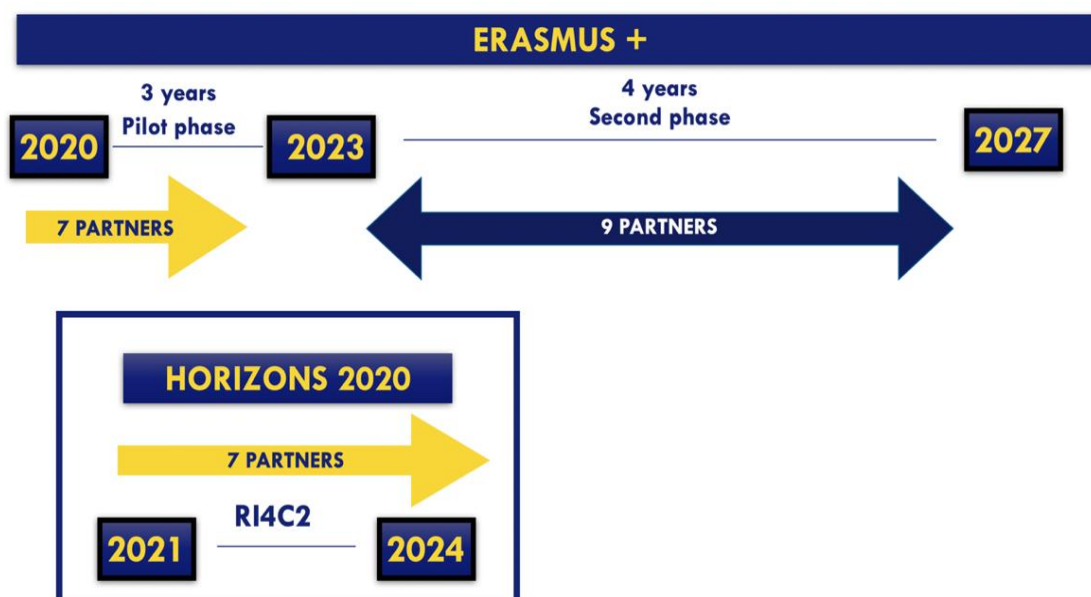 ERASMUS +
3 years
Pilot phase
4 years
Second phase
2020
2023
2027
7 PARTNERS
9 PARTNERS
HORIZONS 2020
7 PARTNERS
RI4C2
2021
2024